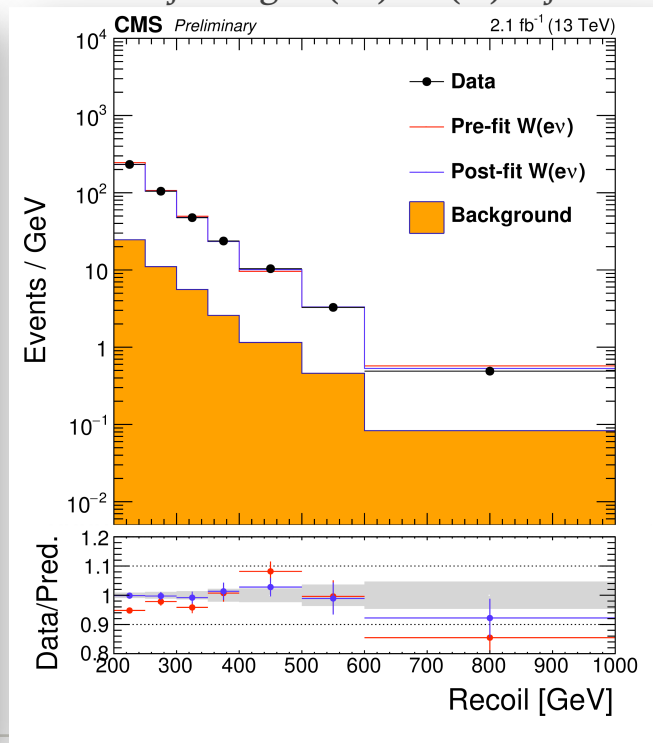 CMS Preliminary 2.1 fb⁻¹ (13 TeV)
10⁴
10³
10²
10
1
10⁻¹
10⁻²
Events / GeV
Data
Pre-fit W(eν)
Post-fit W(eν)
Background
1.2
1.1
1
0.9
0.8
Data/Pred.
200 300 400 500 600 700 800 900 1000
Recoil [GeV]